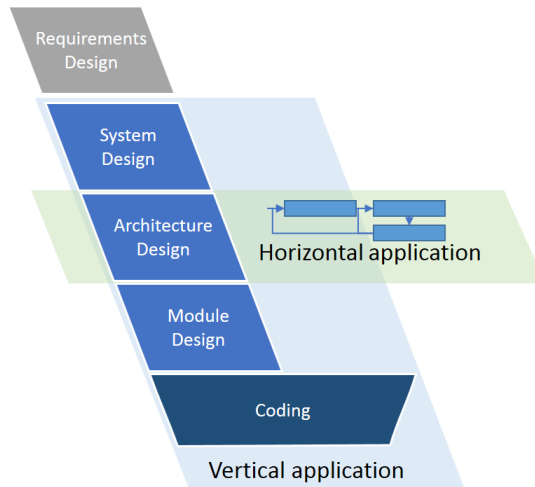 Requirements
Design
System
Design
Architecture
Design
Horizontal application
Module
Design
Coding
Vertical application